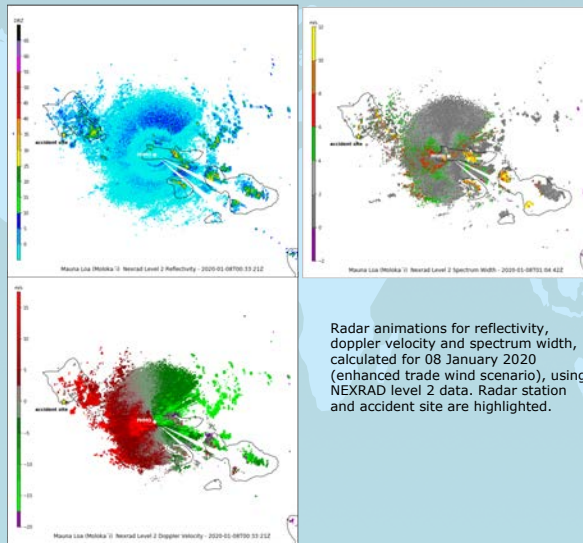 DBZ
accident site
Mauna Loa (Moloka`i) Nexrad Level 2 Reflectivity - 2020-01-08T00:33 21Z
accident site
Mauna Loa (Moloka`i) Nexrad Level 2 Spectrum Width - 2020-01-08T01:04 42Z
accident site
Mauna Loa (Moloka`i) Nexrad Level 2 Doppler Velocity - 2020-01-08T00:33 21Z
Radar animations for reflectivity,
doppler velocity and spectrum width,
calculated for 08 January 2020
(enhanced trade wind scenario), using
NEXRAD level 2 data. Radar station
and accident site are highlighted.